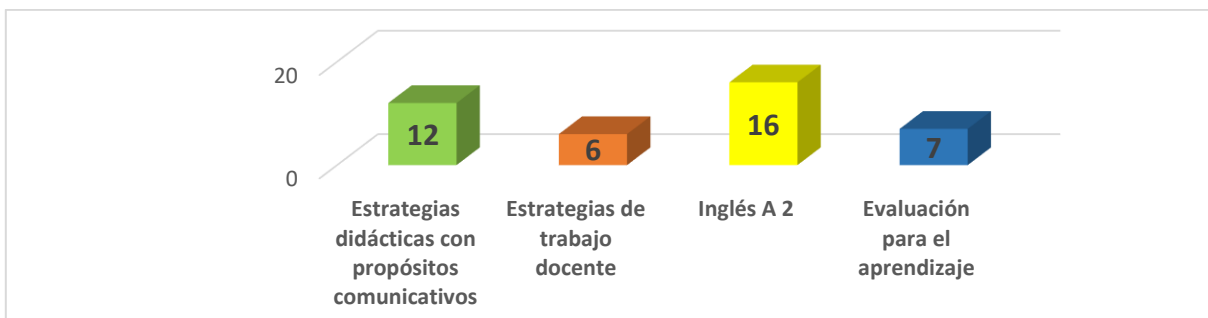 20
0
12
6
16
7
Estrategias
didácticas con
propósitos
comunicativos
Estrategias de
trabajo
docente
Inglés A 2
Evaluación
para el
aprendizaje